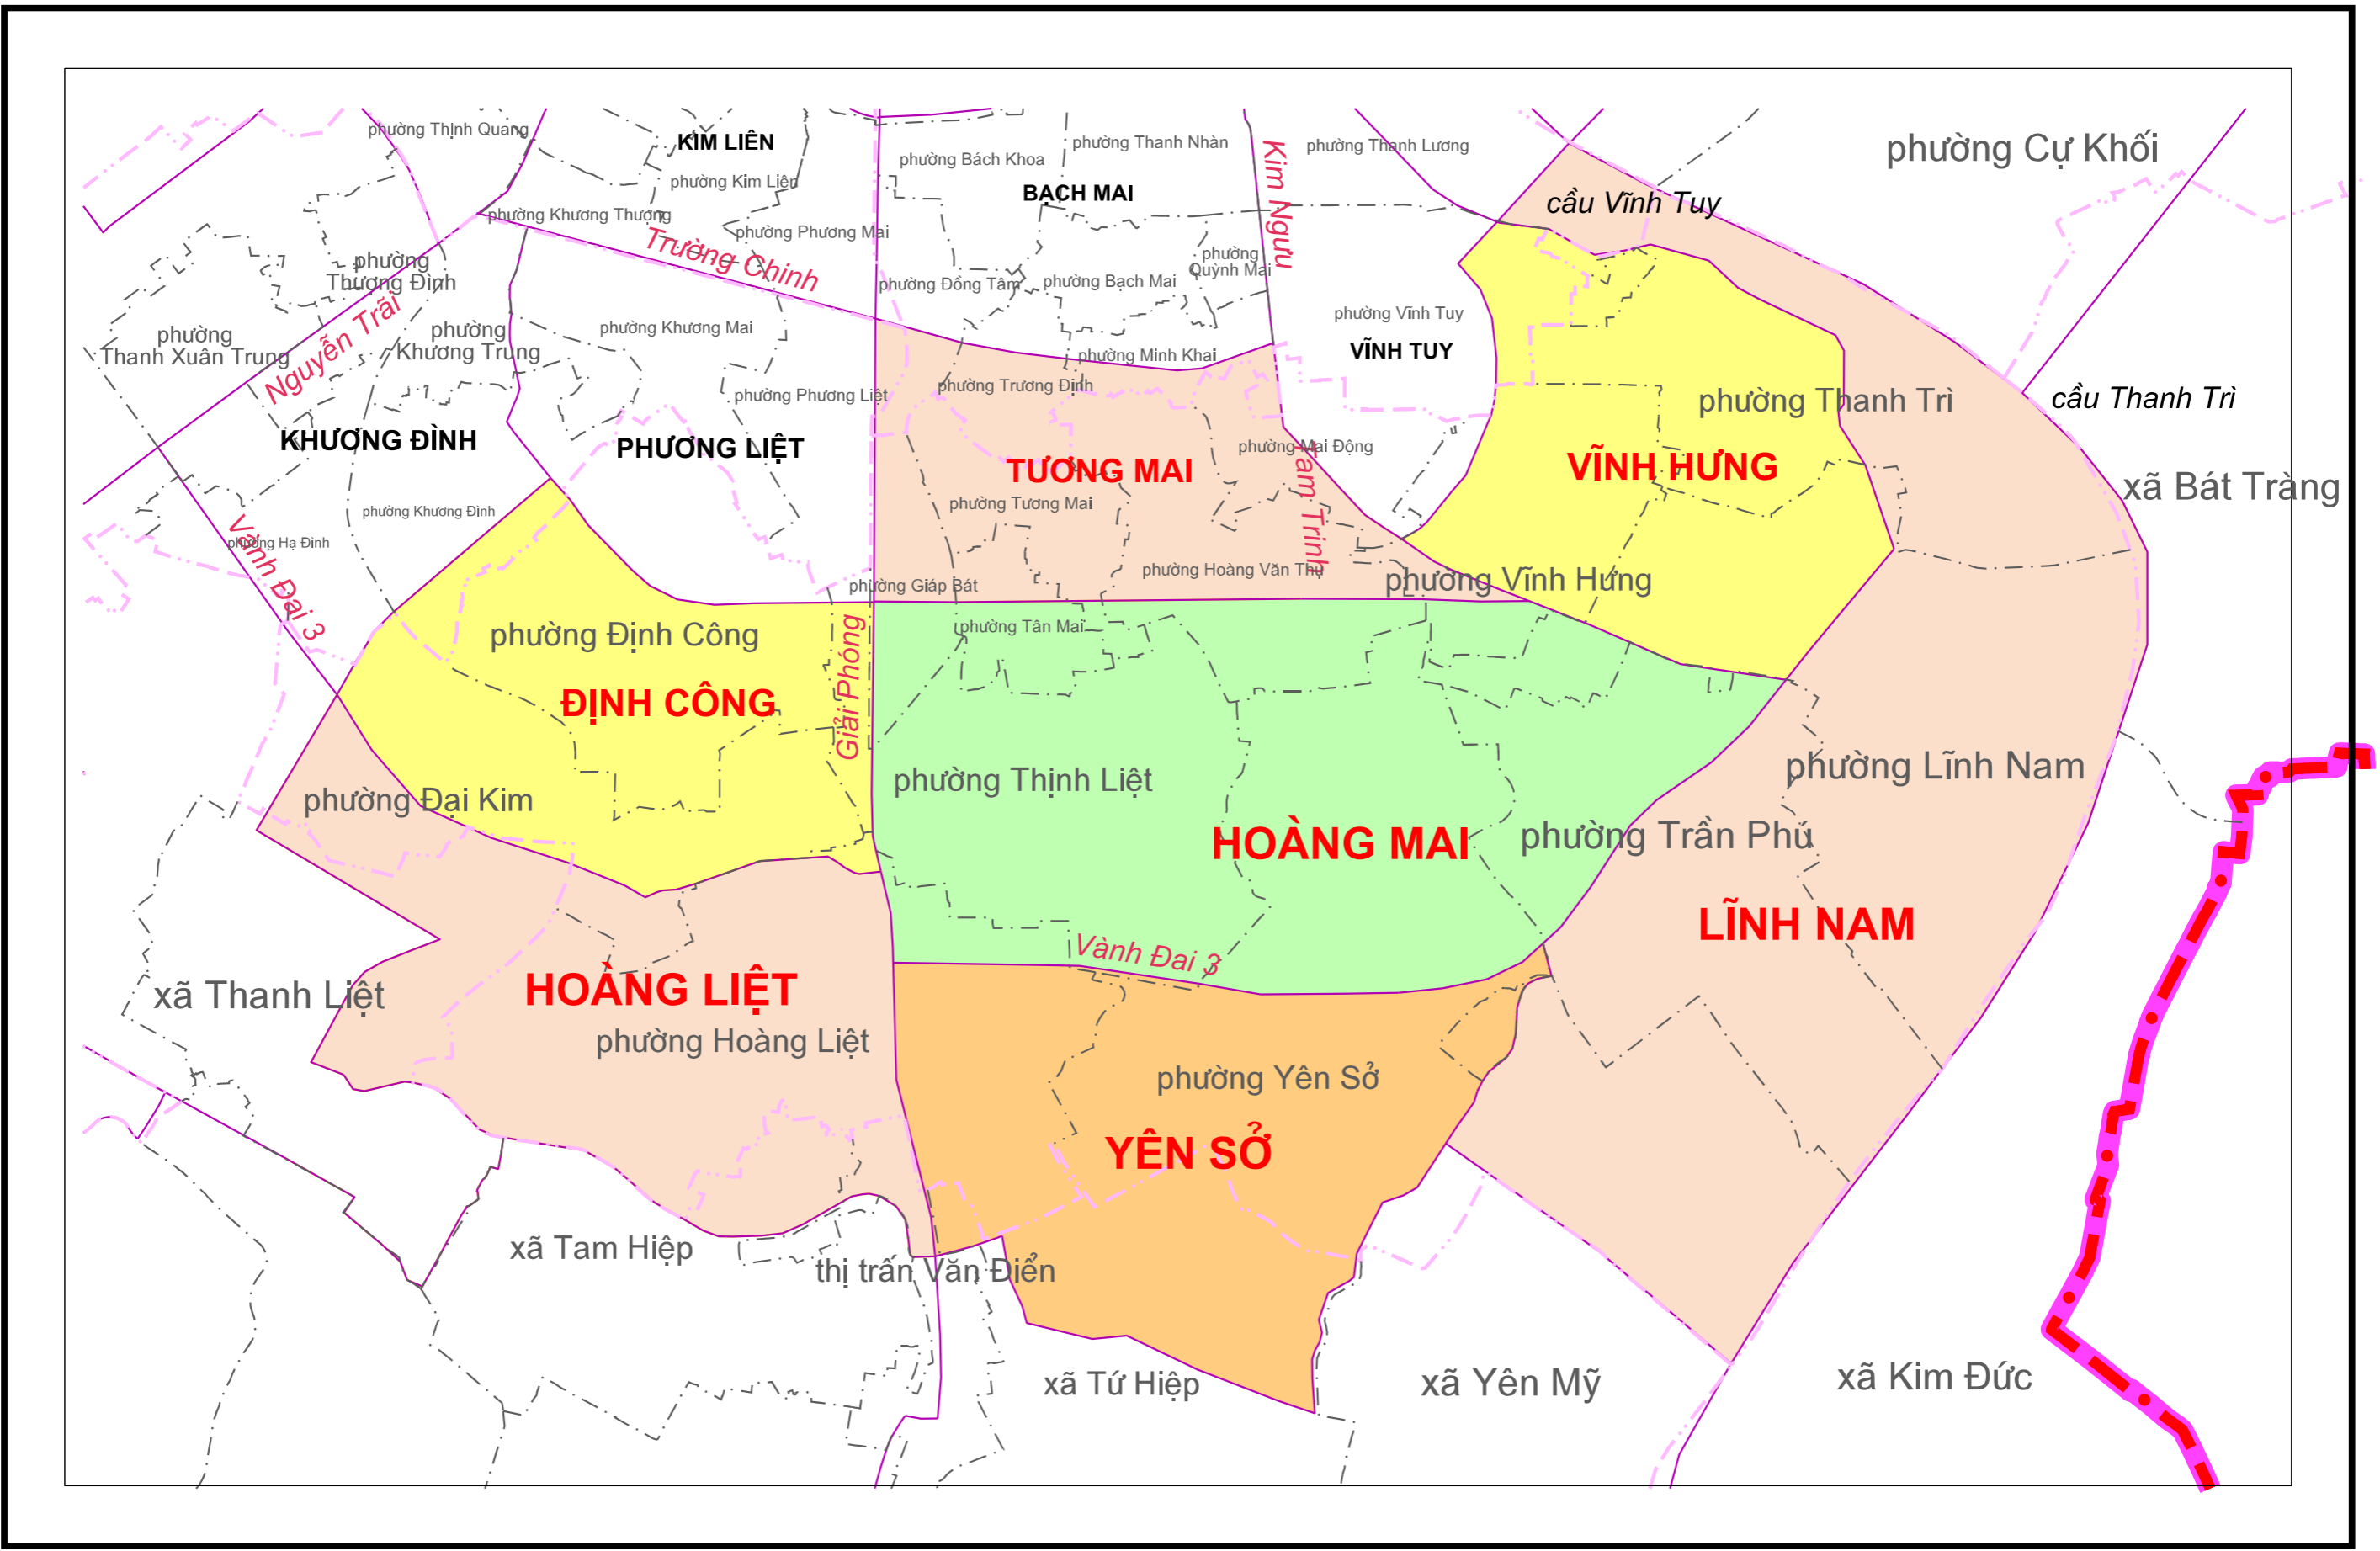 phường Thịnh Quang
KIM LIÊN
phường Bách Khoa
phường Thanh Nhàn
phường Thanh Lương
phường Cự Khối
phường Kim Liên
BẠCH MAI
Kim Ngưu
cầu Vĩnh Tuy
phường Khương Thượng
phường Phương Mai
Trường Chinh
phường
Thượng Đình
phường Đồng Tâm
phường Bạch Mai
phường
Quỳnh Mai
phường
Thanh Xuân Trung
Nguyễn Trãi
phường
Khương Trung
phường Khương Mai
phường Vĩnh Tuy
VĨNH TUY
phường Minh Khai
phường Trương Định
phường Phương Liệt
phường Thanh Trì
cầu Thanh Trì
KHƯƠNG ĐÌNH
PHƯƠNG LIỆT
phường Mai Động
TƯƠNG MAI
VĨNH HƯNG
xã Bát Tràng
phường Khương Đình
phường Tương Mai
Tam Trinh
phường Hạ Đình
Vành Đai 3
phường Giáp Bát
phường Hoàng Văn Thụ
phường Vĩnh Hưng
phường Định Công
phường Tân Mai
Giải Phóng
ĐỊNH CÔNG
phường Đại Kim
phường Thịnh Liệt
phường Lĩnh Nam
HOÀNG MAI
phường Trần Phú
LĨNH NAM
Vành Đai 3
xã Thanh Liệt
HOÀNG LIỆT
phường Hoàng Liệt
phường Yên Sở
YÊN SỞ
xã Tam Hiệp
thị trấn Văn Điển
xã Tứ Hiệp
xã Yên Mỹ
xã Kim Đức